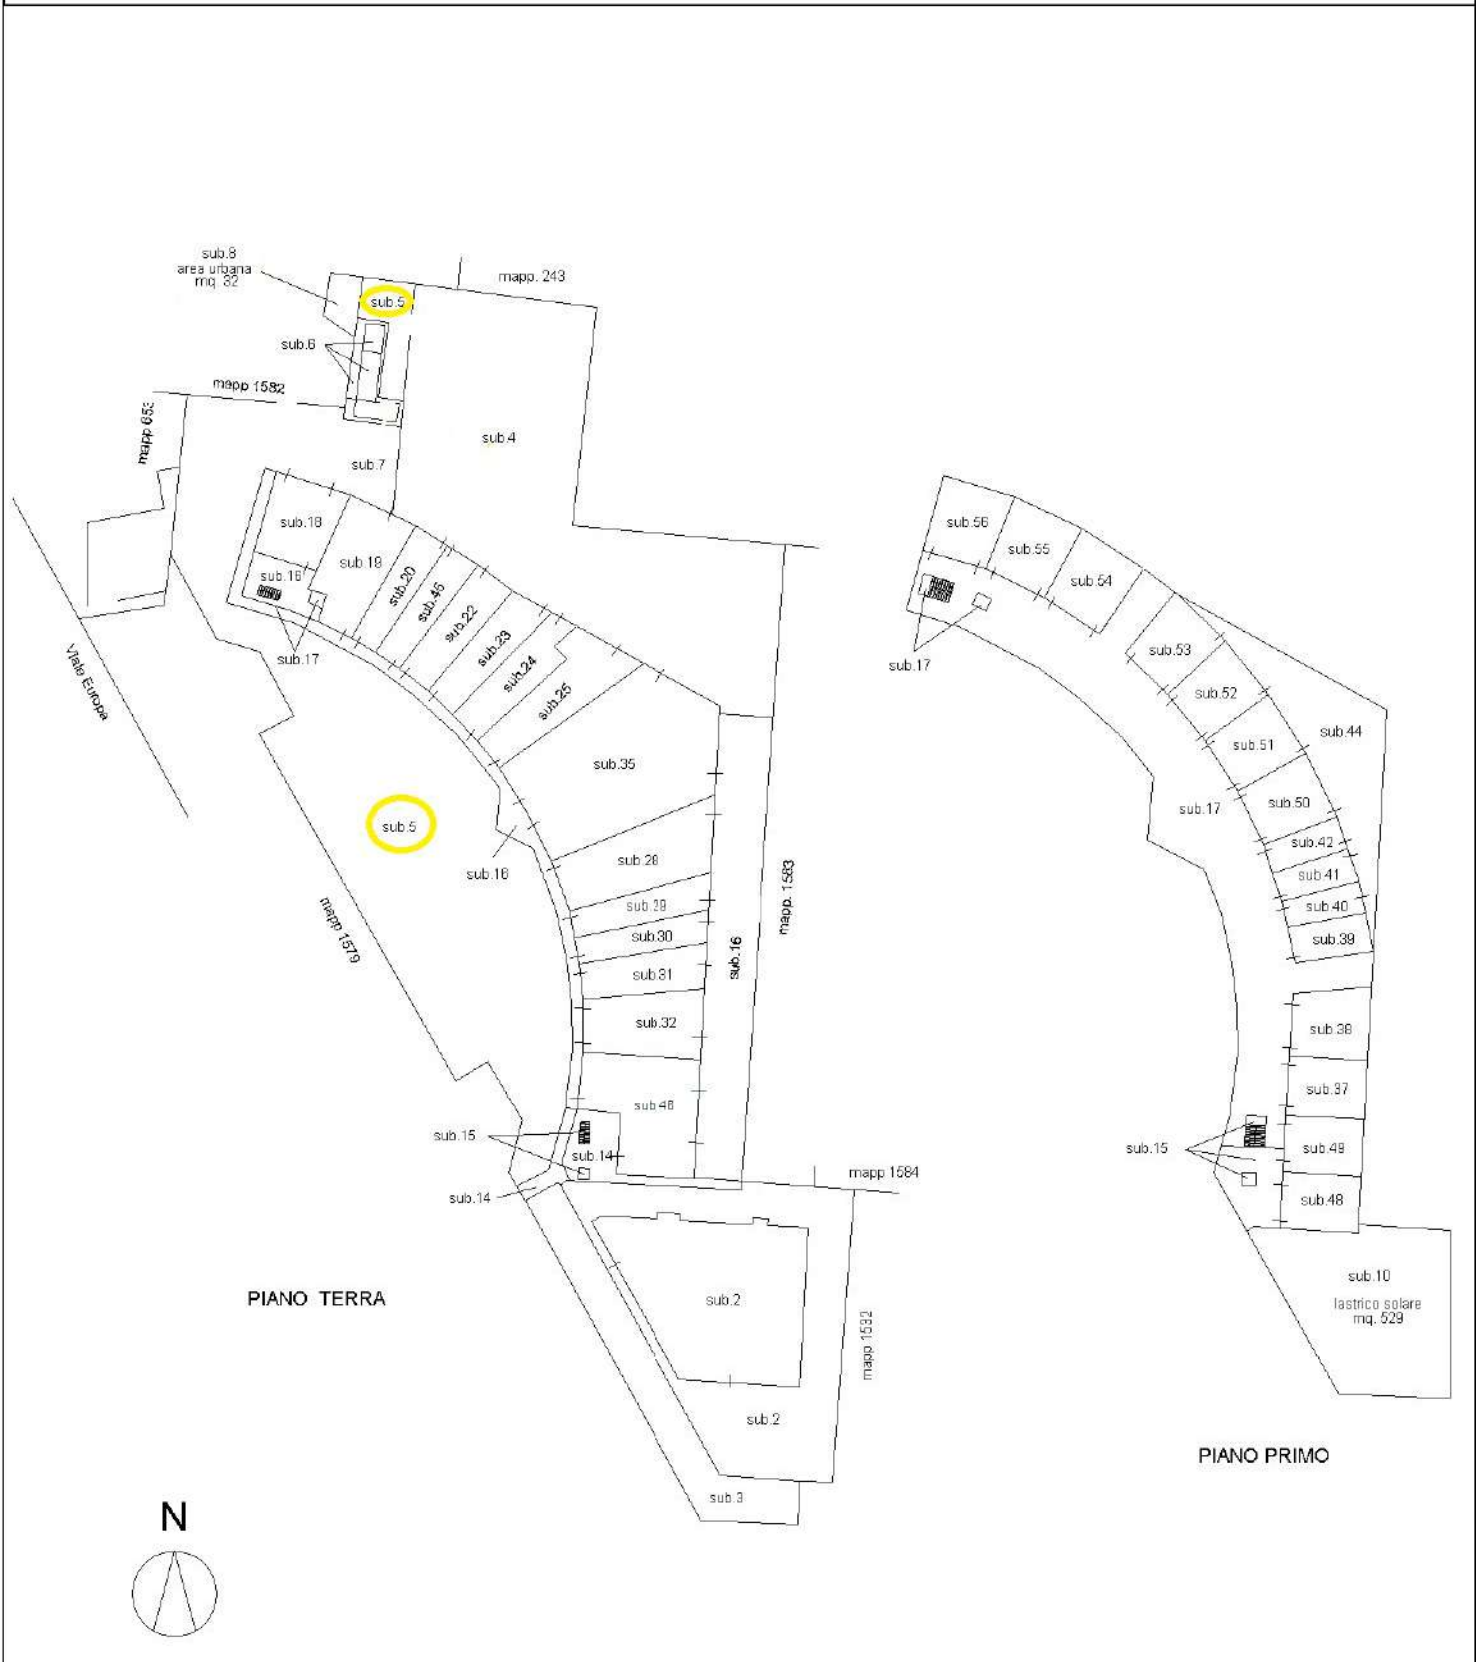 sub.8
area urbana
mq. 32
mapp. 243
sub.5
sub.6
mapp 1582
mapp 653
sub.4
sub.7
sub.18
sub.19
sub.20
sub.45
sub.22
sub.23
sub.24
sub.25
sub.16
sub.17
Viale Europa
sub.35
sub.5
sub.16
sub.28
sub.29
sub.30
sub.31
sub.32
sub.16
mapp. 1583
mapp 1579
sub 46
sub.15
sub.14
sub.14
mapp 1584
sub.2
mapp 1532
sub.2
sub.3
PIANO TERRA
N
sub.56
sub.55
sub.54
sub.17
sub.53
sub.52
sub.51
sub.44
sub.50
sub.17
sub.42
sub.41
sub.40
sub.39
sub.38
sub.37
sub.15
sub.49
sub.48
sub.10
lastrico solare
mq. 529
PIANO PRIMO